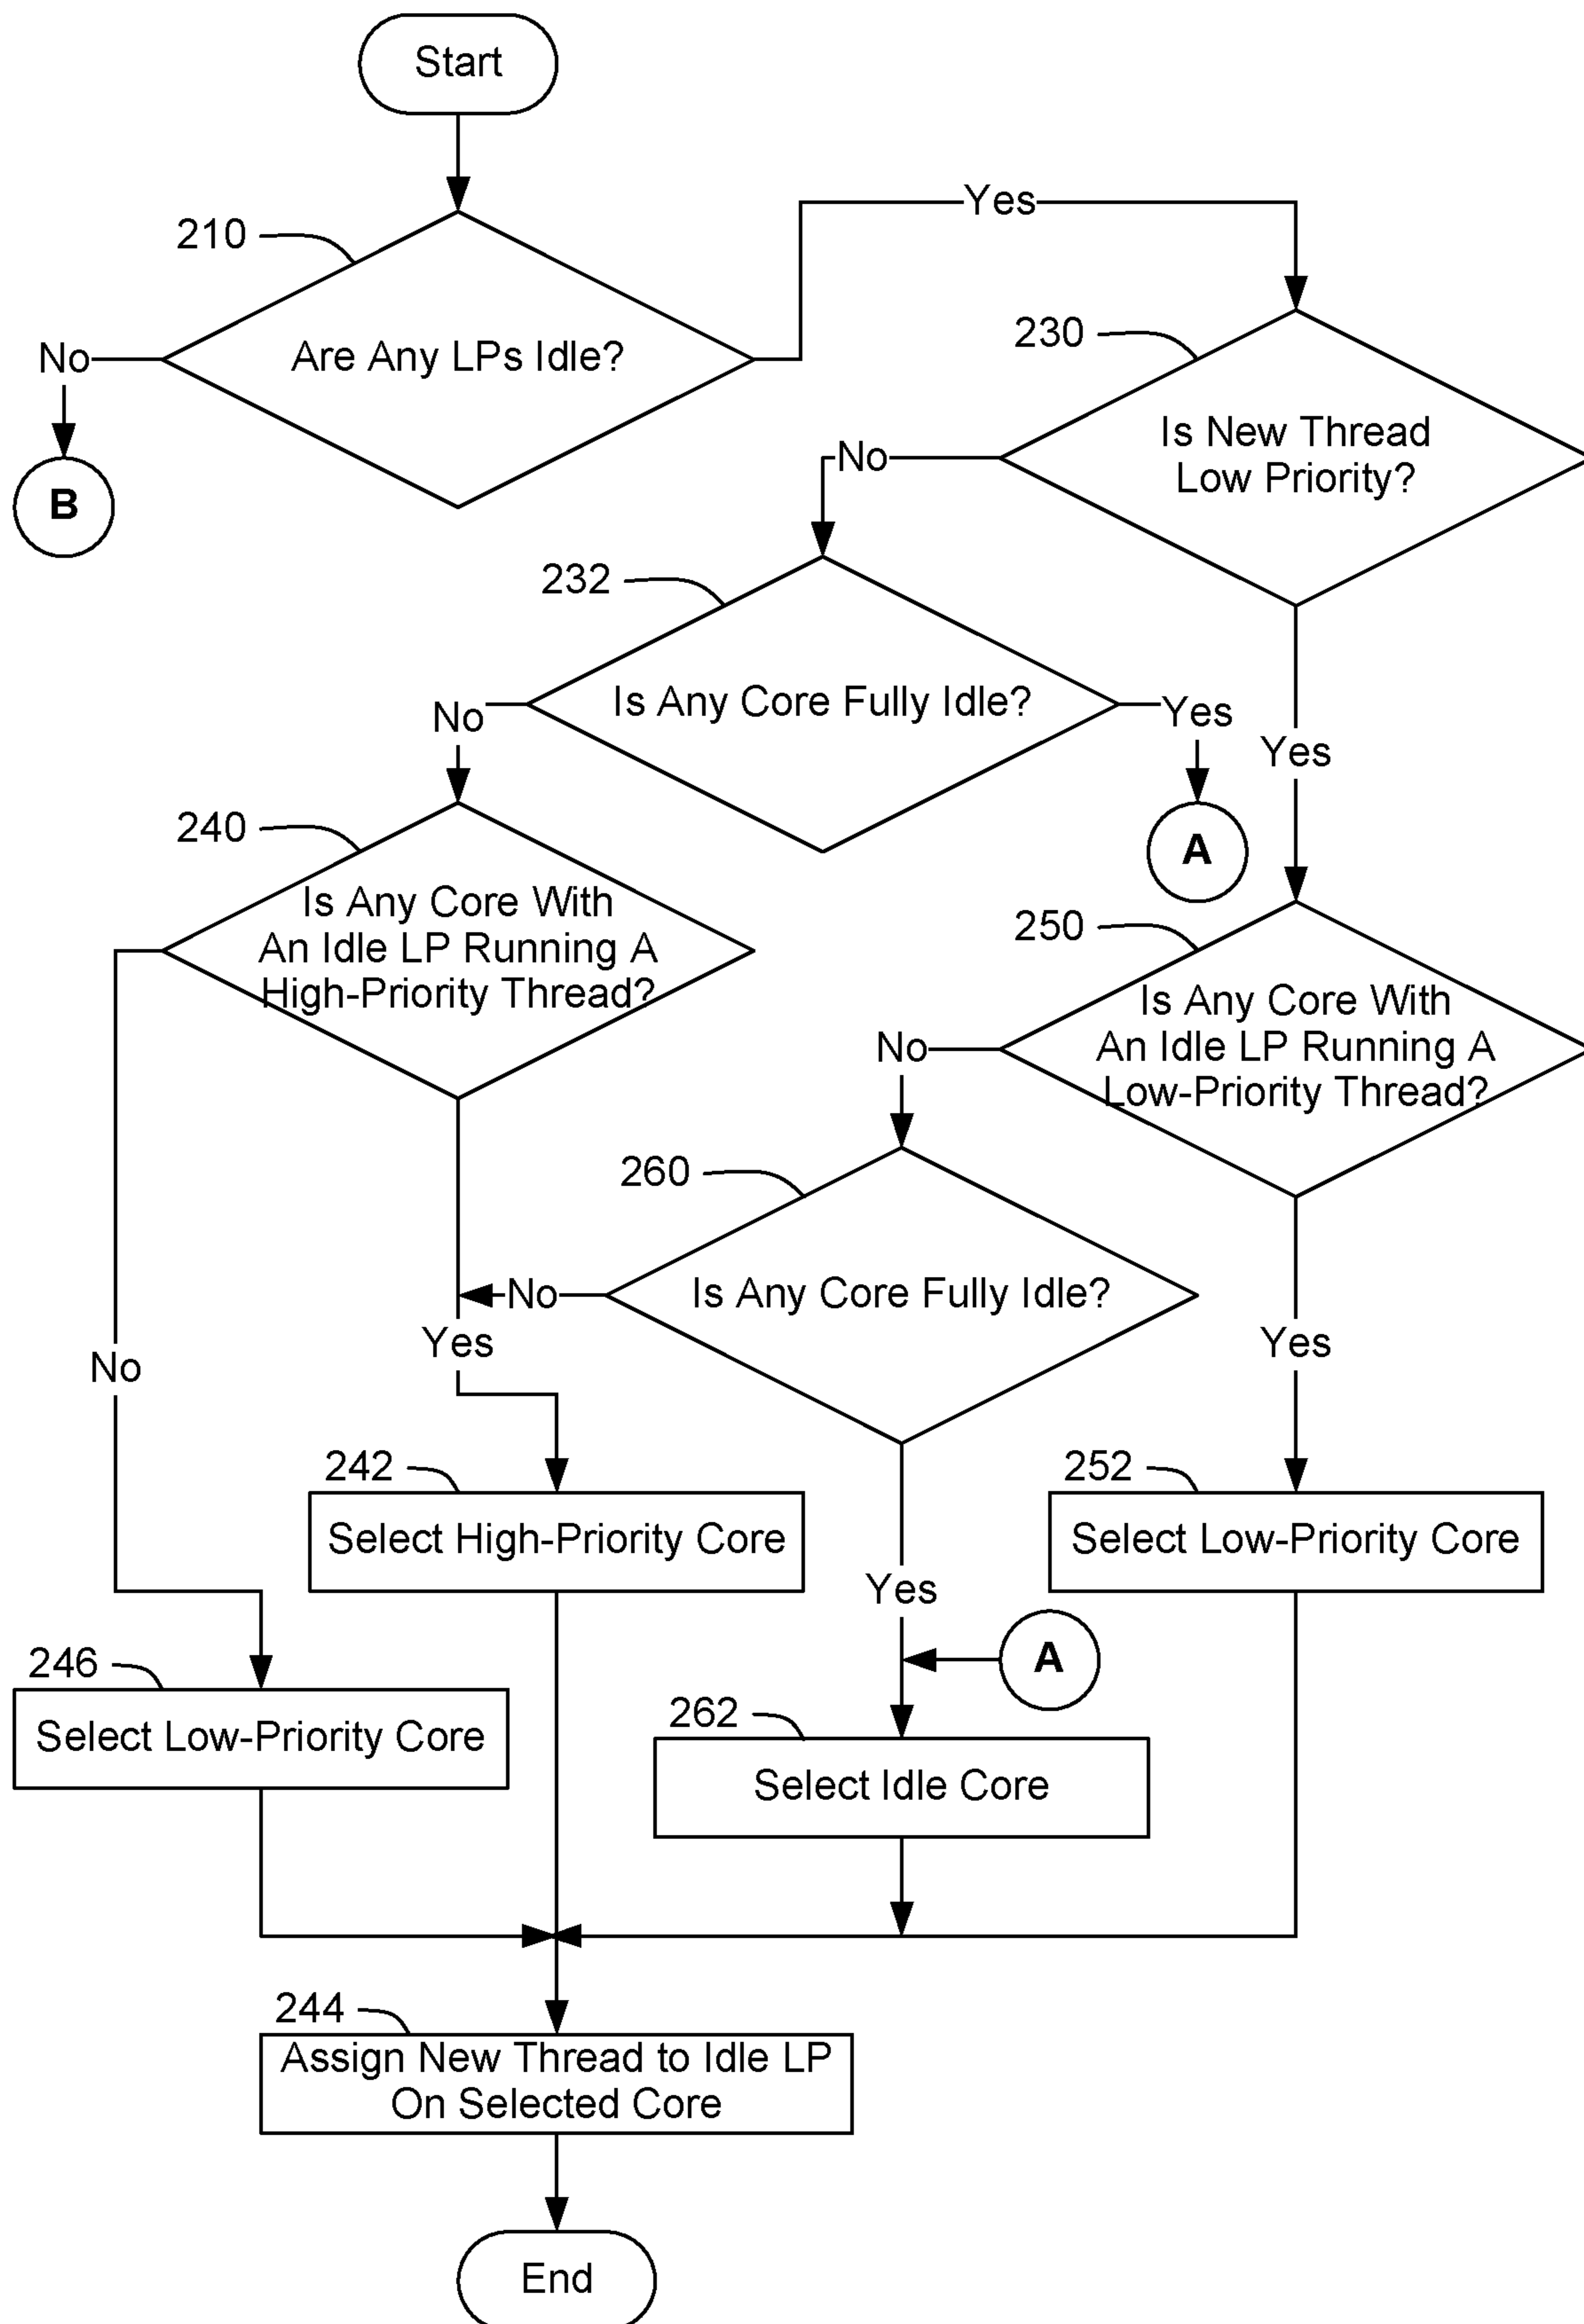 Start
Yes
210
Are Any LPs Idle?
No
B
230
Is New Thread
Low Priority?
No
232
Is Any Core Fully Idle?
No
Yes
A
Yes
240
Is Any Core With
An Idle LP Running A
High-Priority Thread?
250
Is Any Core With
An Idle LP Running A
Low-Priority Thread?
No
260
Is Any Core Fully Idle?
No
Yes
Yes
No
242
Select High-Priority Core
252
Select Low-Priority Core
Yes
A
246
Select Low-Priority Core
262
Select Idle Core
244
Assign New Thread to Idle LP
On Selected Core
End